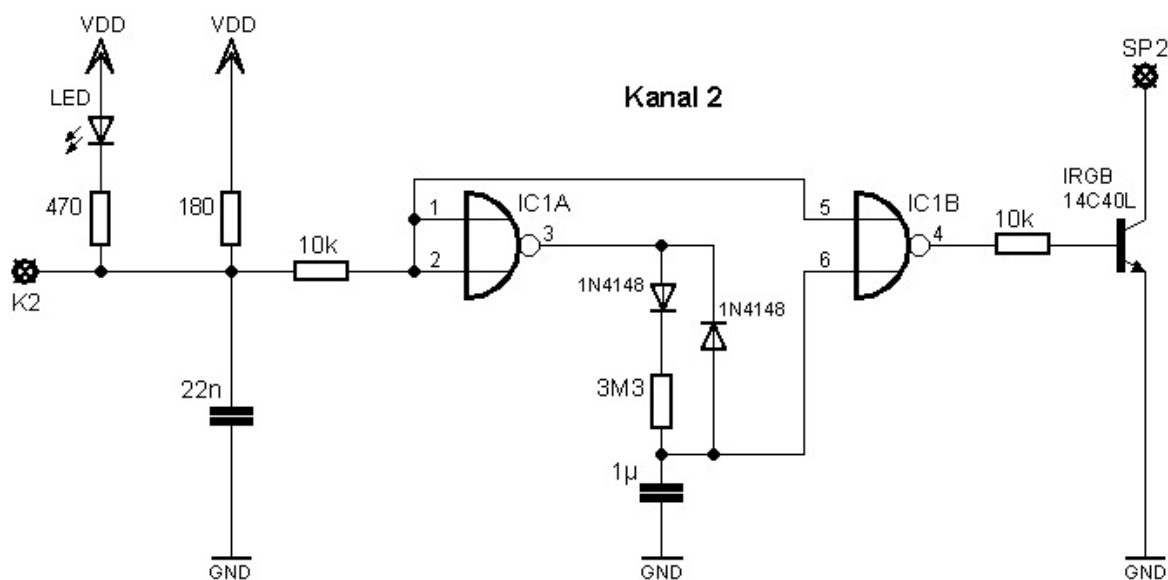 VDD
VDD
SP2
LED
Kanal 2
IRGB
14C40L
470
180
10k
1
2
IC1A
3
5
6
IC1B
4
10k
K2
1N4148
1N4148
22n
3M3
1µ
GND
GND
GND